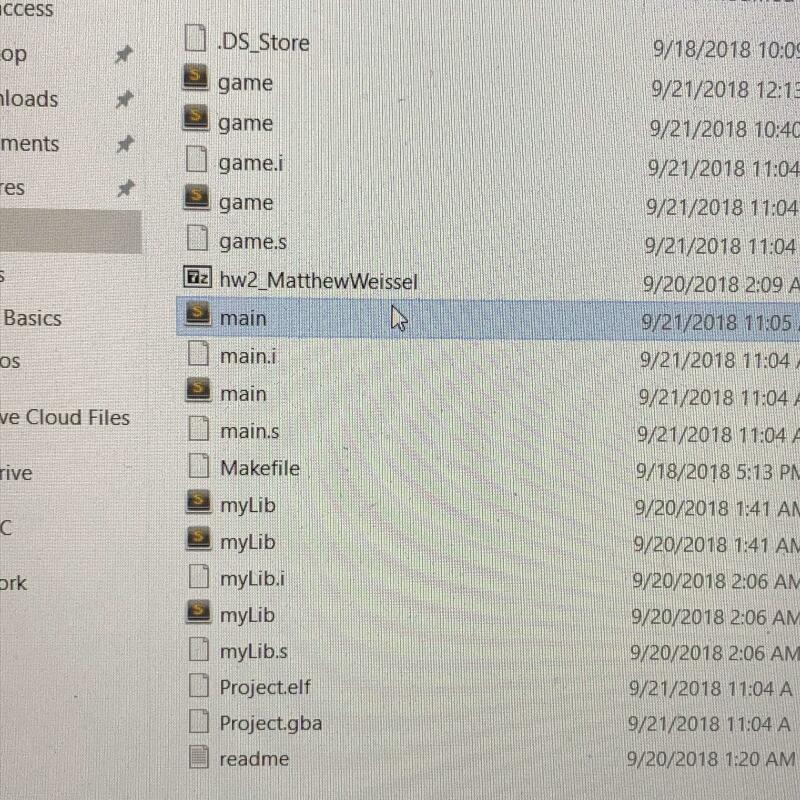 ccess
op
nloads
ments
res
s
Basics
os
ve Cloud Files
rive
C
ork
.DS_Store 9/18/2018 10:09
game 9/21/2018 12:13
game 9/21/2018 10:40
game.i 9/21/2018 11:04
game 9/21/2018 11:04
game.s 9/21/2018 11:04
hw2_MatthewWeissel 9/20/2018 2:09 A
main 9/21/2018 11:05
main.i 9/21/2018 11:04 A
main 9/21/2018 11:04 A
main.s 9/21/2018 11:04 A
Makefile 9/18/2018 5:13 PM
myLib 9/20/2018 1:41 AM
myLib 9/20/2018 1:41 AM
myLib.i 9/20/2018 2:06 AM
myLib 9/20/2018 2:06 AM
myLib.s 9/20/2018 2:06 AM
Project.elf 9/21/2018 11:04 A
Project.gba 9/21/2018 11:04 A
readme 9/20/2018 1:20 AM